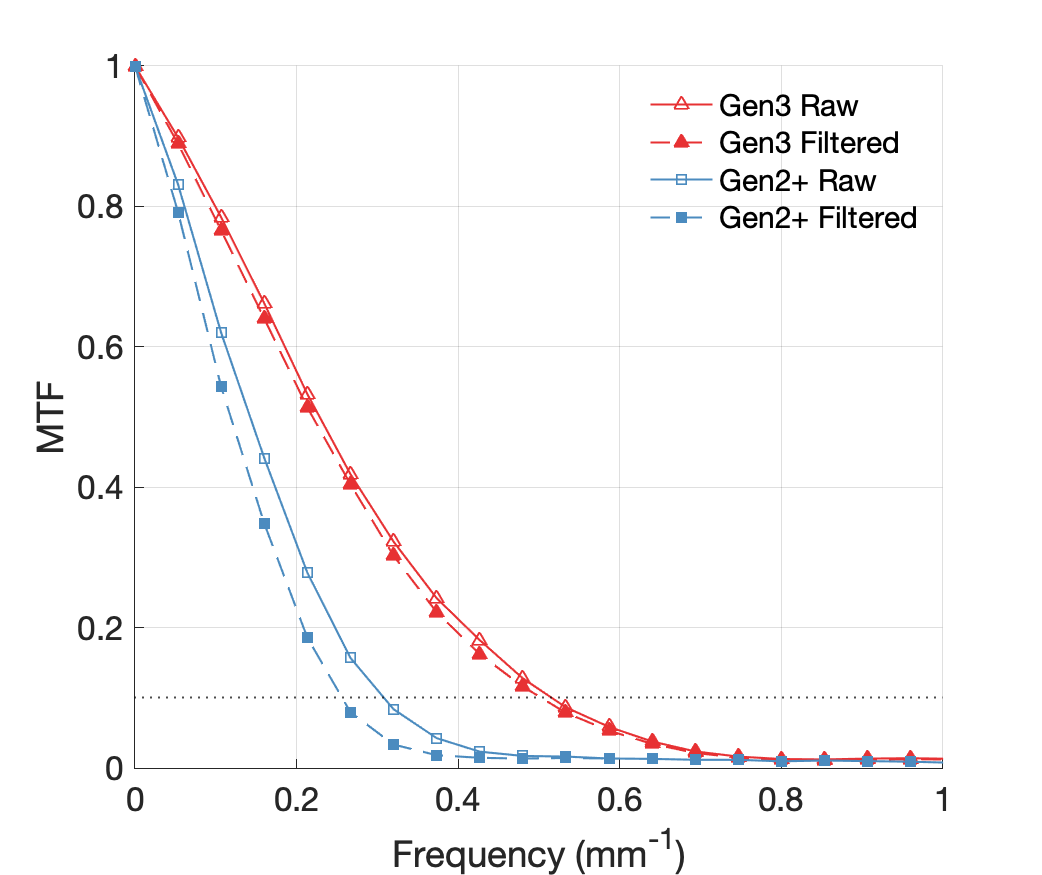 1
0.8
0.6
0.4
0.2
0
MTF
Gen3 Raw
Gen3 Filtered
Gen2+ Raw
Gen2+ Filtered
0 0.2 0.4 0.6 0.8 1
Frequency (mm⁻¹)